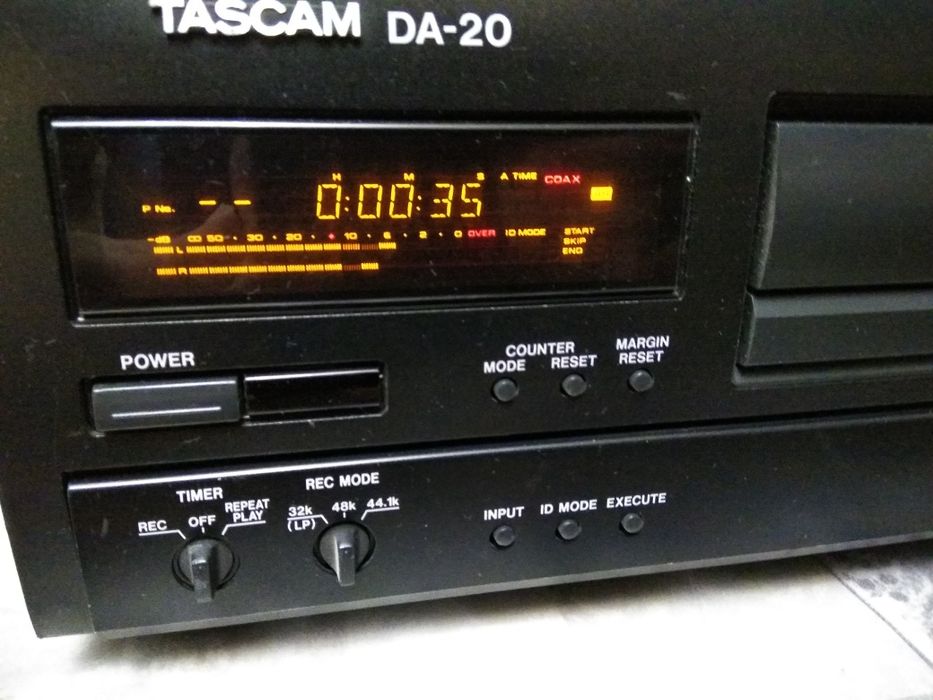 TASCAM DA-20
H M S A TIME COAX
P No. -- 0:00:35
-dB ∞ 50 · 30 · 20 · • 10 · 6 · 2 · 0 OVER ID MODE START
L SKIP
R END
POWER
COUNTER MARGIN
MODE RESET RESET
TIMER REC MODE
REC OFF REPEAT PLAY
32k (LP) 48k 44.1k
INPUT ID MODE EXECUTE